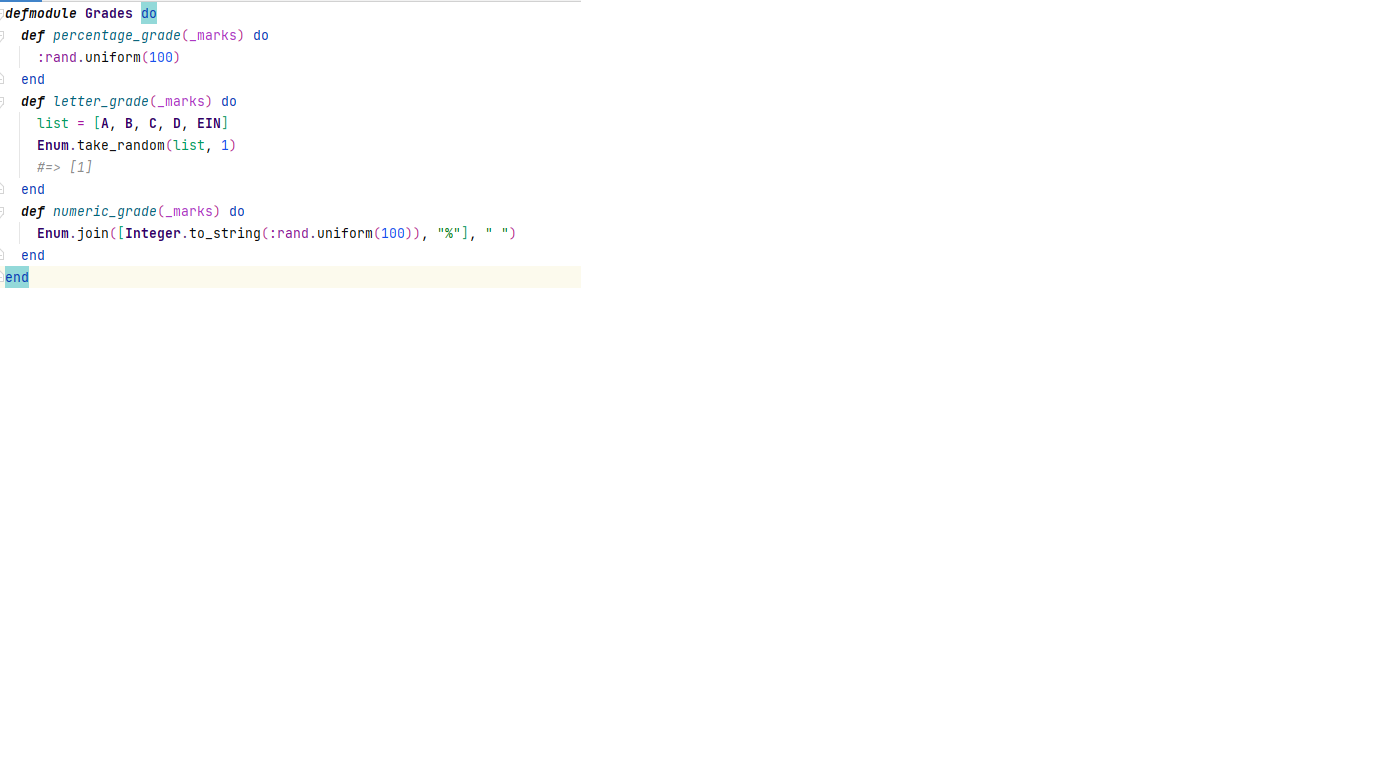 defmodule Grades do
  def percentage_grade(_marks) do
    :rand.uniform(100)
  end
  def letter_grade(_marks) do
    list = [A, B, C, D, EIN]
    Enum.take_random(list, 1)
    #=> [1]
  end
  def numeric_grade(_marks) do
    Enum.join([Integer.to_string(:rand.uniform(100)), "%"], " ")
  end
end